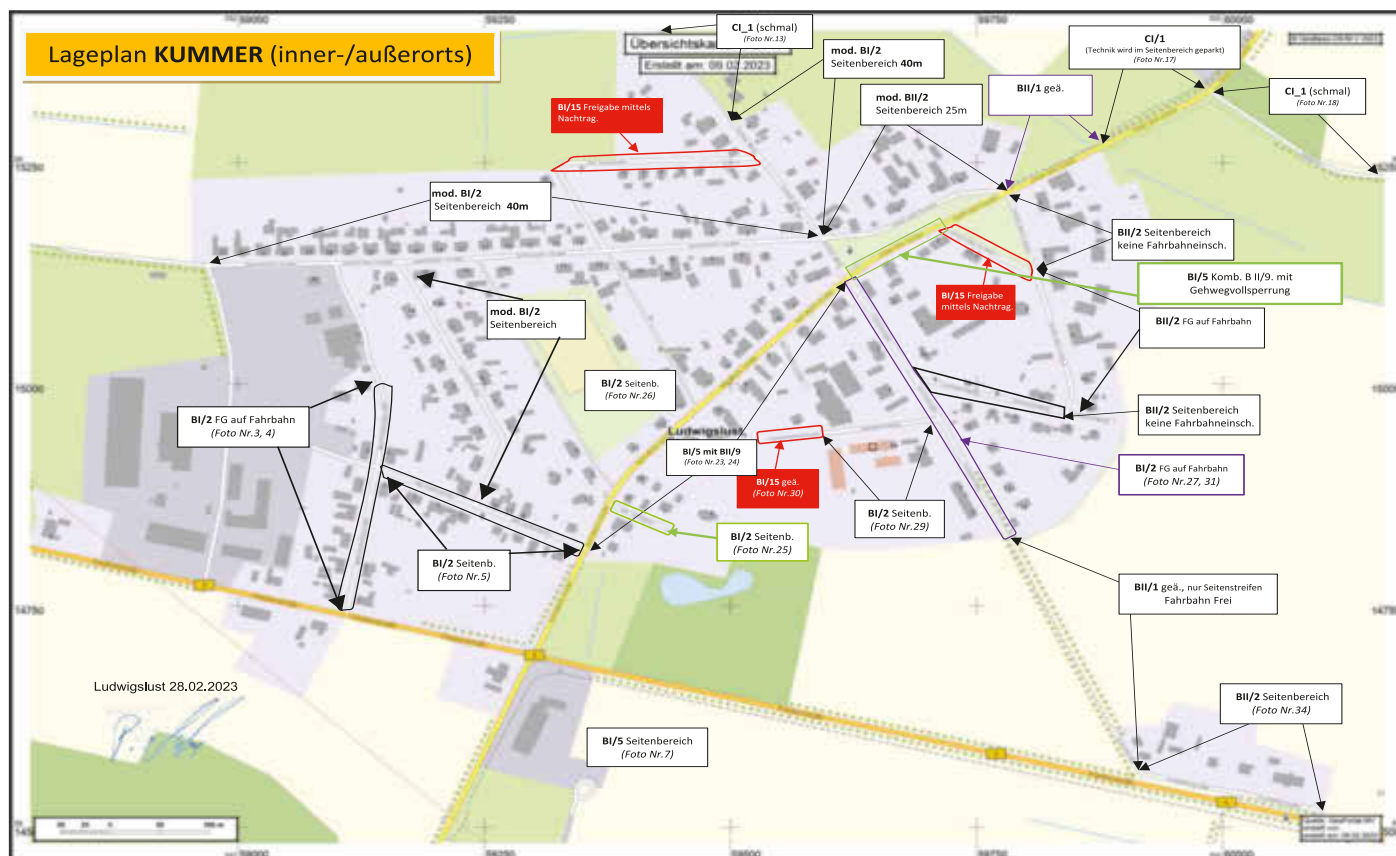 59000
59250
59750
60000
Lageplan KUMMER (inner-/außerorts)
CI_1 (schmal)
(Foto Nr.13)
Erstellt am: 09.02.2023
mod. BI/2
Seitenbereich 40m
CI/1
(Technik wird im Seitenbereich geparkt)
(Foto Nr.17)
BI/15 Freigabe mittels
Nachtrag.
mod. BII/2
Seitenbereich 25m
BII/1 geä.
CI_1 (schmal)
(Foto Nr.18)
15250
mod. BI/2
Seitenbereich 40m
BII/2 Seitenbereich
keine Fahrbahneinsch.
BI/5 Komb. B II/9. mit
Gehwegvollsperrung
BI/15 Freigabe
mittels Nachtrag.
mod. BI/2
Seitenbereich
BII/2 FG auf Fahrbahn
15000
BI/2 Seitenb.
(Foto Nr.26)
BI/2 FG auf Fahrbahn
(Foto Nr.3, 4)
BII/2 Seitenbereich
keine Fahrbahneinsch.
Ludwigslust
BI/5 mit BII/9
(Foto Nr.23, 24)
BI/15 geä.
(Foto Nr.30)
BI/2 FG auf Fahrbahn
(Foto Nr.27, 31)
BI/2 Seitenb.
(Foto Nr.29)
BI/2 Seitenb.
(Foto Nr.25)
BI/2 Seitenb.
(Foto Nr.5)
BII/1 geä., nur Seitenstreifen
Fahrbahn Frei
14750
Ludwigslust 28.02.2023
BII/2 Seitenbereich
(Foto Nr.34)
BI/5 Seitenbereich
(Foto Nr.7)